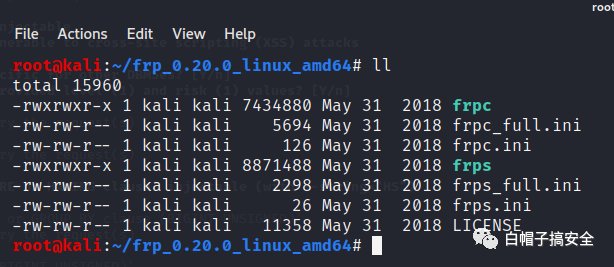 root
File Actions Edit View Help
root@kali:~/frp_0.20.0_linux_amd64# ll
total 15960
-rwxrwxr-x 1 kali kali 7434880 May 31 2018 frpc
-rw-rw-r-- 1 kali kali 5694 May 31 2018 frpc_full.ini
-rw-rw-r-- 1 kali kali 126 May 31 2018 frpc.ini
-rwxrwxr-x 1 kali kali 8871488 May 31 2018 frps
-rw-rw-r-- 1 kali kali 2298 May 31 2018 frps_full.ini
-rw-rw-r-- 1 kali kali 26 May 31 2018 frps.ini
-rw-rw-r-- 1 kali kali 11358 May 31 2018 LICENSE
root@kali:~/frp_0.20.0_linux_amd64#
白帽子搞安全